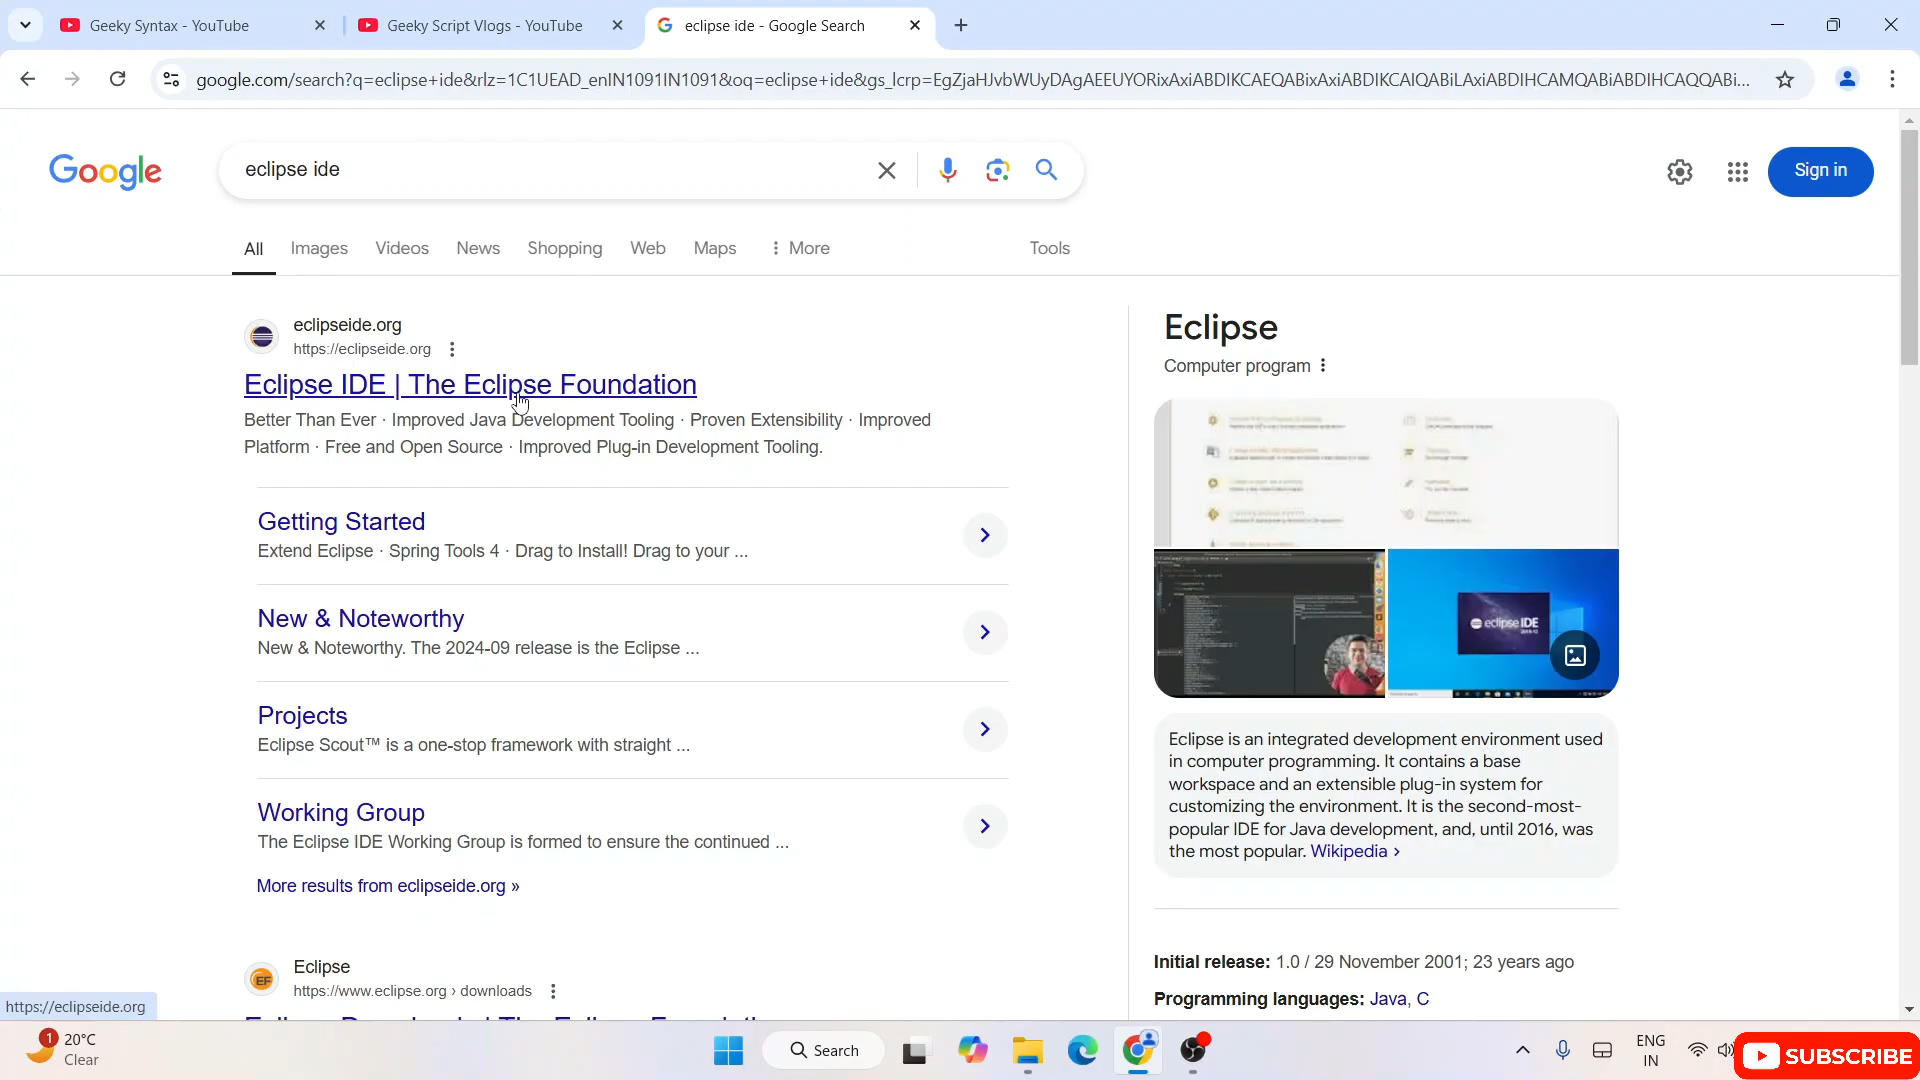 Geeky Syntax - YouTube
Geeky Script Vlogs - YouTube
eclipse ide - Google Search
google.com/search?q=eclipse+ide&rlz=1C1UEAD_enIN1091IN1091&oq=eclipse+ide&gs_lcrp=EgZjaHJvbWUyDAgAEEUYORixAxiABDIKCAEQABixAxiABDIKCAIQABiLAxiABDIHCAMQABiABDIHCAQQABi...
Google
eclipse ide
Sign in
All
Images
Videos
News
Shopping
Web
Maps
More
Tools
eclipseide.org
https://eclipseide.org
Eclipse IDE | The Eclipse Foundation
Better Than Ever · Improved Java Development Tooling · Proven Extensibility · Improved
Platform · Free and Open Source · Improved Plug-in Development Tooling.
Getting Started
Extend Eclipse · Spring Tools 4 · Drag to Install! Drag to your ...
New & Noteworthy
New & Noteworthy. The 2024-09 release is the Eclipse ...
Projects
Eclipse Scout™ is a one-stop framework with straight ...
Working Group
The Eclipse IDE Working Group is formed to ensure the continued ...
More results from eclipseide.org »
Eclipse
https://www.eclipse.org › downloads
Eclipse
Computer program
eclipse IDE
Eclipse is an integrated development environment used
in computer programming. It contains a base
workspace and an extensible plug-in system for
customizing the environment. It is the second-most-
popular IDE for Java development, and, until 2016, was
the most popular. Wikipedia ›
Initial release: 1.0 / 29 November 2001; 23 years ago
Programming languages: Java, C
https://eclipseide.org
1
20°C
Clear
Search
ENG
IN
SUBSCRIBE